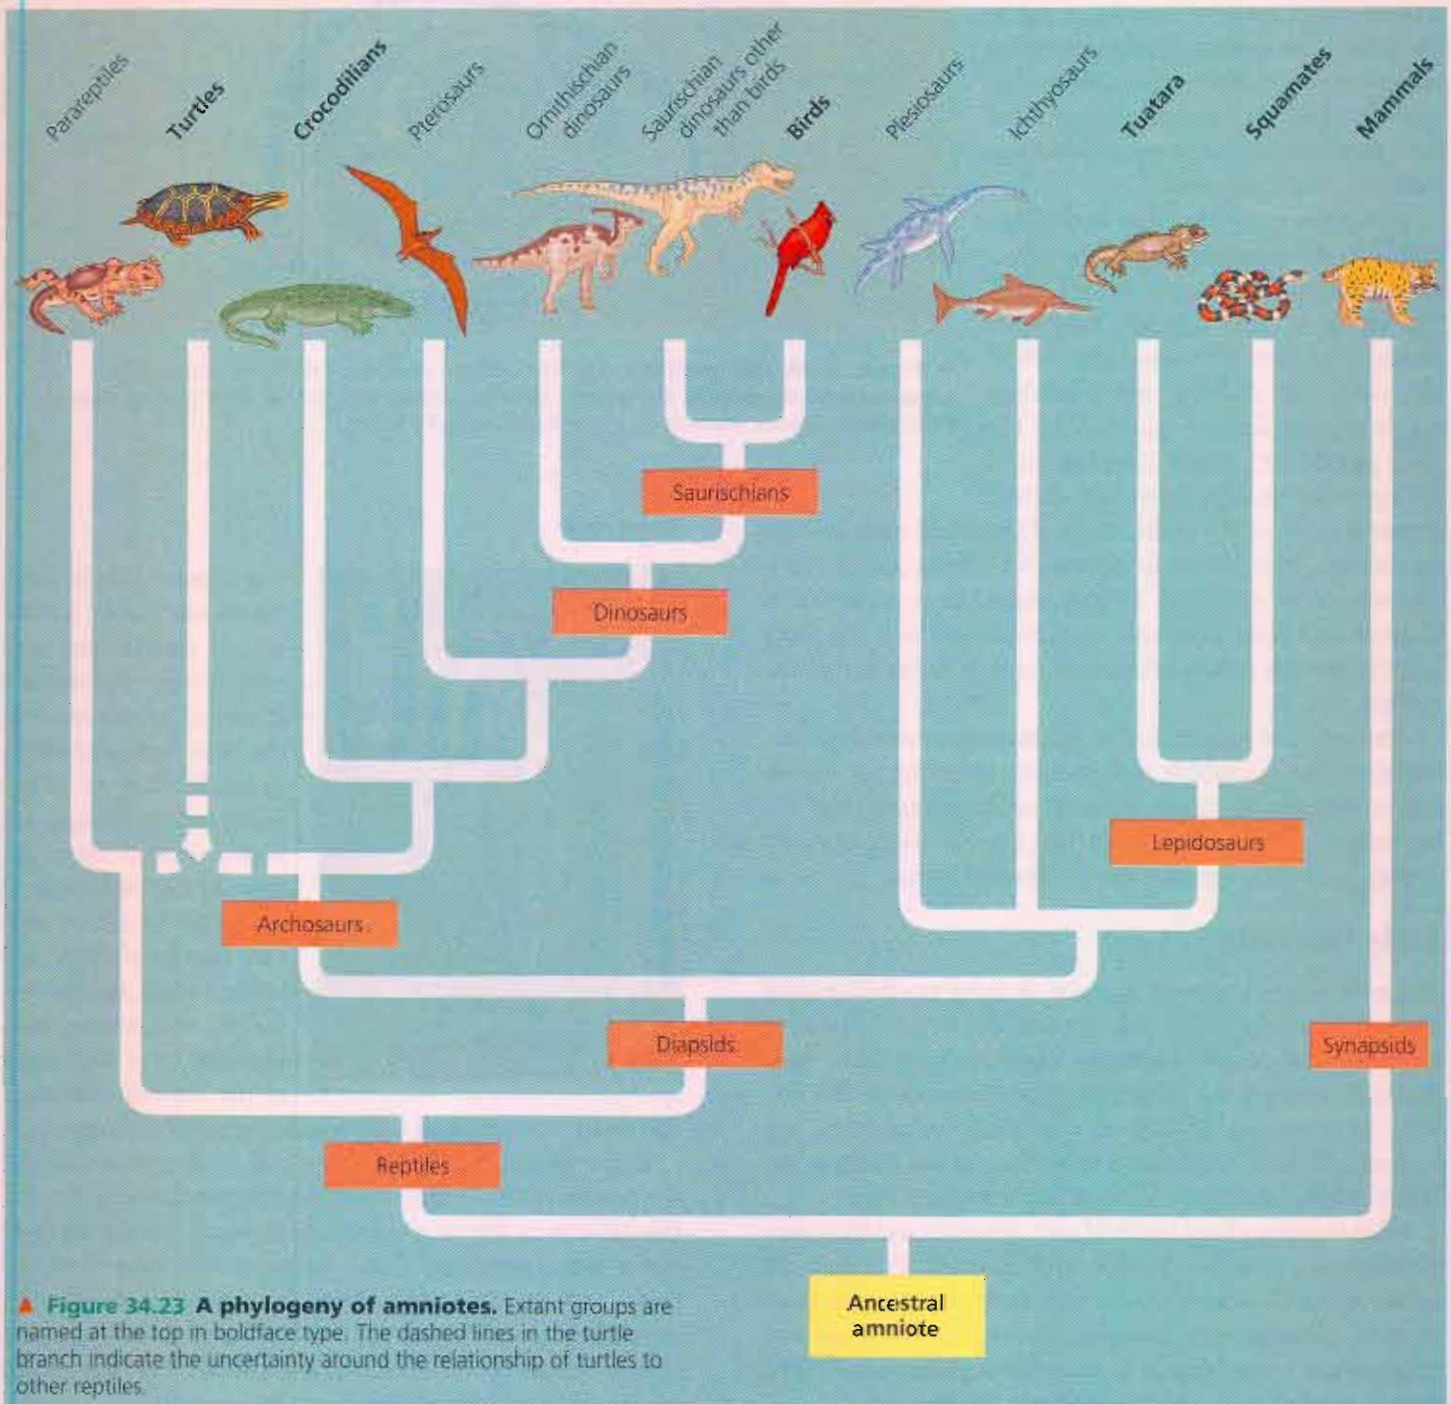 Parareptiles
Turtles
Crocodilians
Pterosaurs
Ornithischian
dinosaurs
Saurischian
dinosaurs other
than birds
Birds
Plesiosaurs
Ichthyosaurs
Tuatara
Squamates
Mammals
Saurischians
Dinosaurs
Lepidosaurs
Archosaurs
Diapsids
Synapsids
Reptiles
Ancestral
amniote
▲ Figure 34.23 A phylogeny of amniotes. Extant groups are
named at the top in boldface type. The dashed lines in the turtle
branch indicate the uncertainty around the relationship of turtles to
other reptiles.